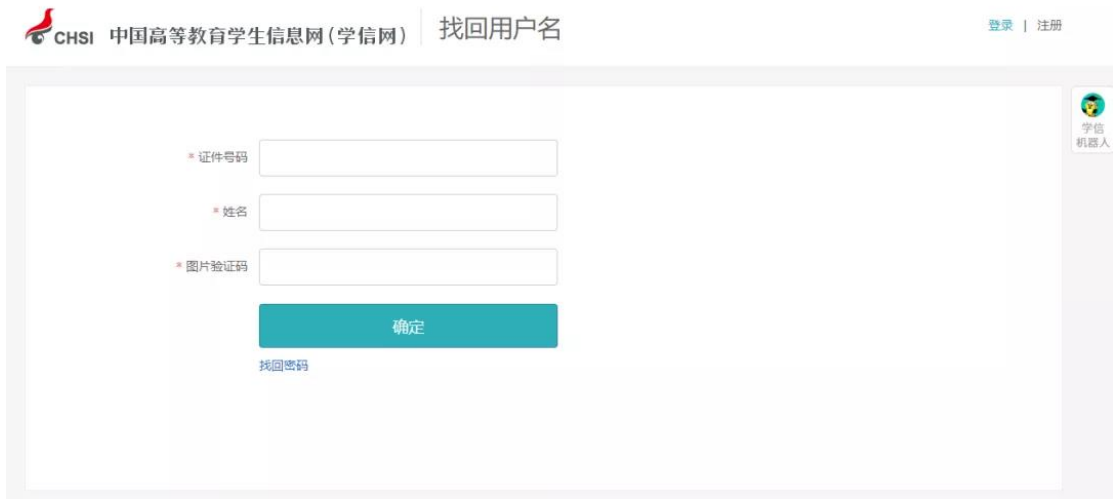 CHSI 中国高等教育学生信息网(学信网) 找回用户名 登录 | 注册
学信
机器人
* 证件号码
* 姓名
* 图片验证码
确定
找回密码